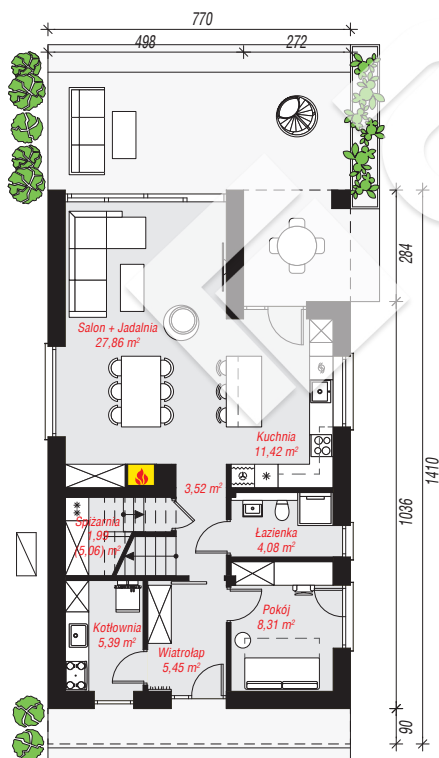 770
498
272
284
Salon + Jadalnia
27,86 m²
Kuchnia
11,42 m²
3,52 m²
1410
1036
Spiżarnia
1,99
(5,06) m²
Łazienka
4,08 m²
Kotłownia
5,39 m²
Wiatrołap
5,45 m²
Pokój
8,31 m²
90